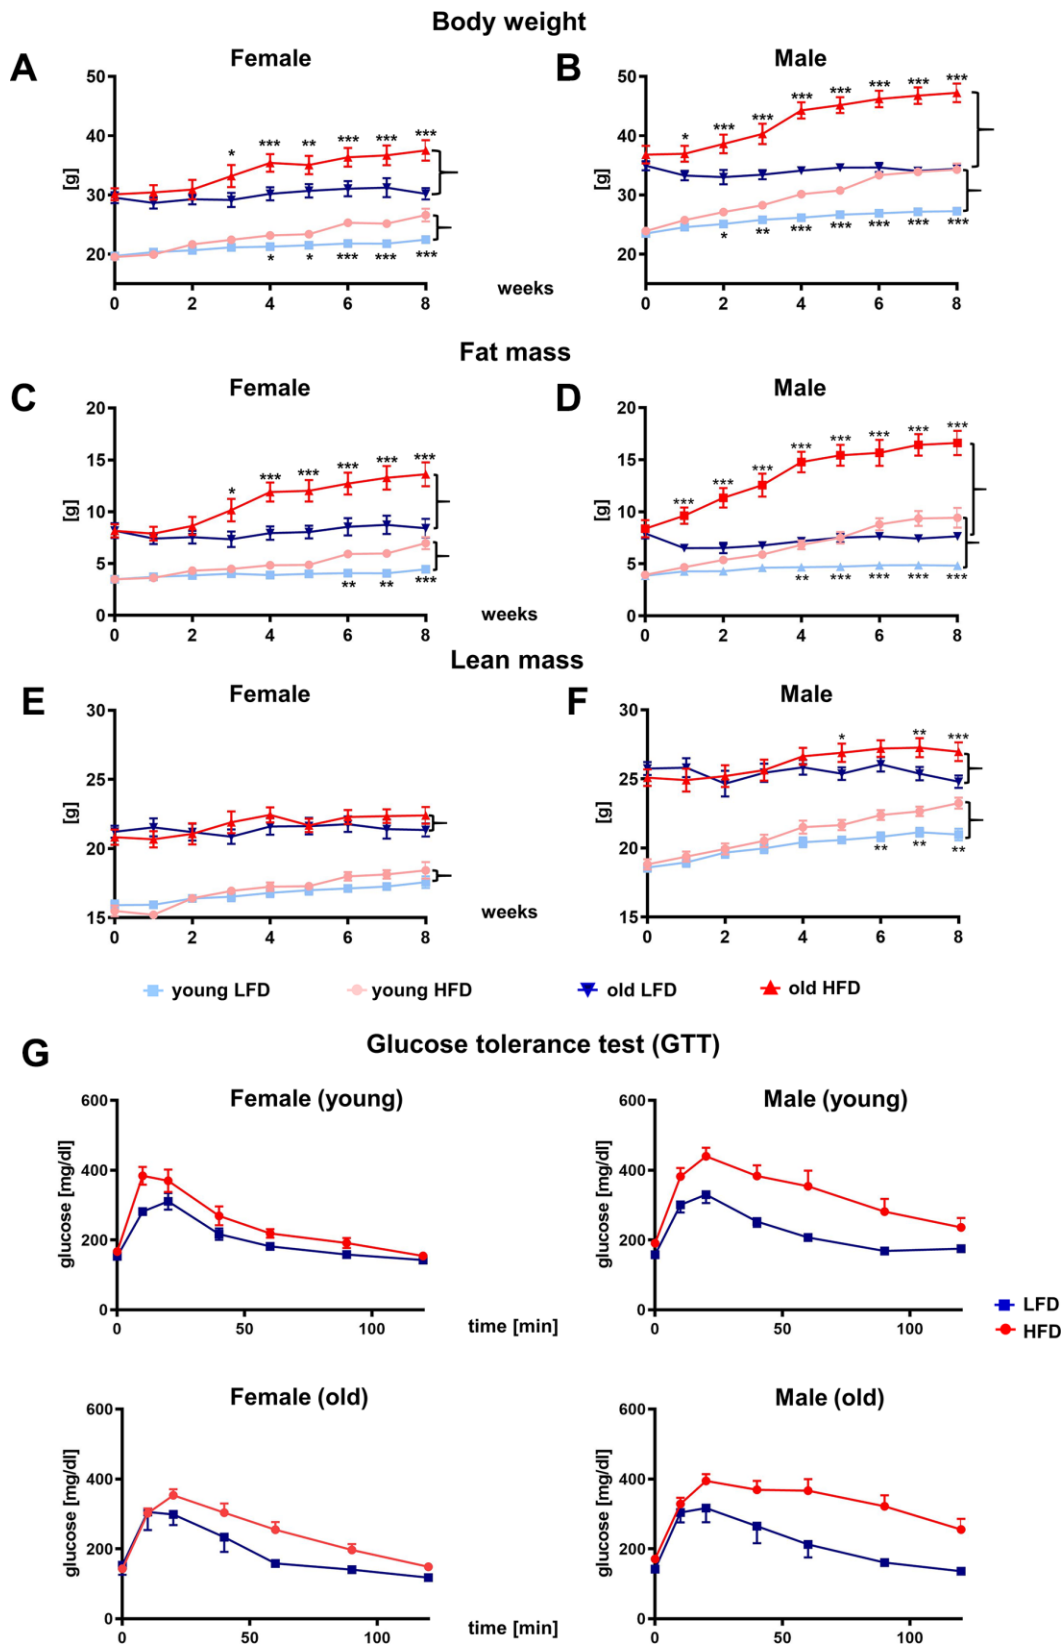 Body weight
A Female
B Male
[g]
50
40
30
20
0 2 4 6 8
* *** ** *** *** ***
* * *** *** ***
50
40
30
20
0 2 4 6 8
* *** *** *** *** *** *** ***
* ** *** *** *** *** ***
weeks
Fat mass
C Female
D Male
[g]
20
15
10
5
0
0 2 4 6 8
* *** *** *** *** ***
** ** ***
[g]
20
15
10
5
0
0 2 4 6 8
*** *** *** *** *** *** *** ***
** *** *** *** ***
weeks
Lean mass
E Female
F Male
[g]
30
25
20
15
0 2 4 6 8
[g]
30
25
20
15
0 2 4 6 8
* ** ***
** ** **
weeks
young LFD young HFD old LFD old HFD
G Glucose tolerance test (GTT)
Female (young)
glucose [mg/dl]
600
400
200
0
0 50 100
Male (young)
glucose [mg/dl]
600
400
200
0
0 50 100
time [min]
LFD
HFD
Female (old)
glucose [mg/dl]
600
400
200
0
0 50 100
Male (old)
glucose [mg/dl]
600
400
200
0
0 50 100
time [min]